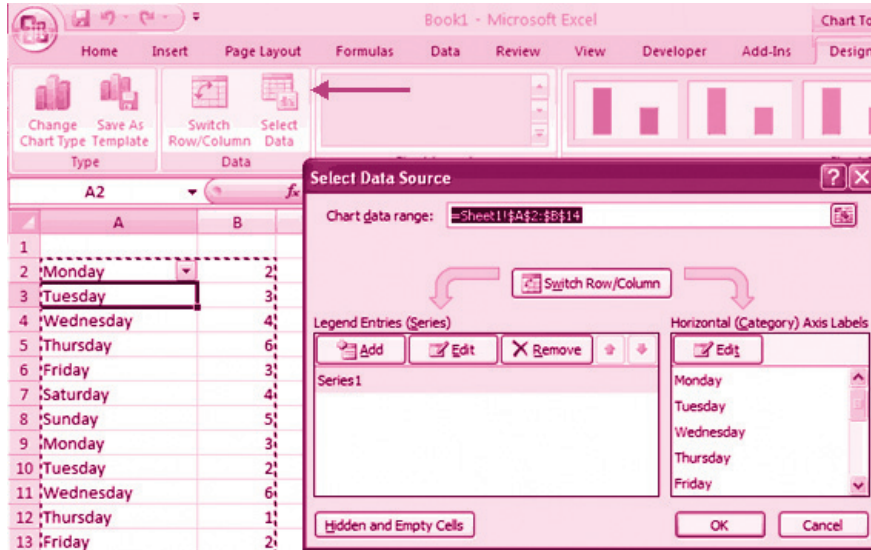 Book1 - Microsoft Excel
Chart To
Home Insert Page Layout Formulas Data Review View Developer Add-Ins Design
Change Chart Type
Save As Template
Switch Row/Column
Select Data
Type
Data
A2
fx
Select Data Source
Chart data range: =Sheet1!$A$2:$B$14
Switch Row/Column
Legend Entries (Series)
Add Edit Remove
Series1
Horizontal (Category) Axis Labels
Edit
Monday
Tuesday
Wednesday
Thursday
Friday
Hidden and Empty Cells
OK Cancel
A B
1
2 Monday 2
3 Tuesday 3
4 Wednesday 4
5 Thursday 6
6 Friday 3
7 Saturday 4
8 Sunday 5
9 Monday 3
10 Tuesday 2
11 Wednesday 6
12 Thursday 1
13 Friday 2